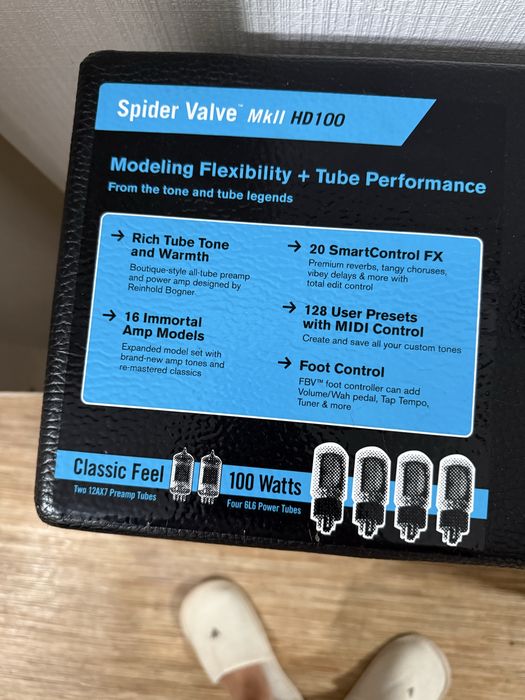 Spider Valve™ MkII HD100
Modeling Flexibility + Tube Performance
From the tone and tube legends
→ Rich Tube Tone
and Warmth
Boutique-style all-tube preamp
and power amp designed by
Reinhold Bogner.
→ 16 Immortal
Amp Models
Expanded model set with
brand-new amp tones and
re-mastered classics
→ 20 SmartControl FX
Premium reverbs, tangy choruses,
vibey delays & more with
total edit control
→ 128 User Presets
with MIDI Control
Create and save all your custom tones
→ Foot Control
FBV™ foot controller can add
Volume/Wah pedal, Tap Tempo,
Tuner & more
Classic Feel
Two 12AX7 Preamp Tubes
100 Watts
Four 6L6 Power Tubes